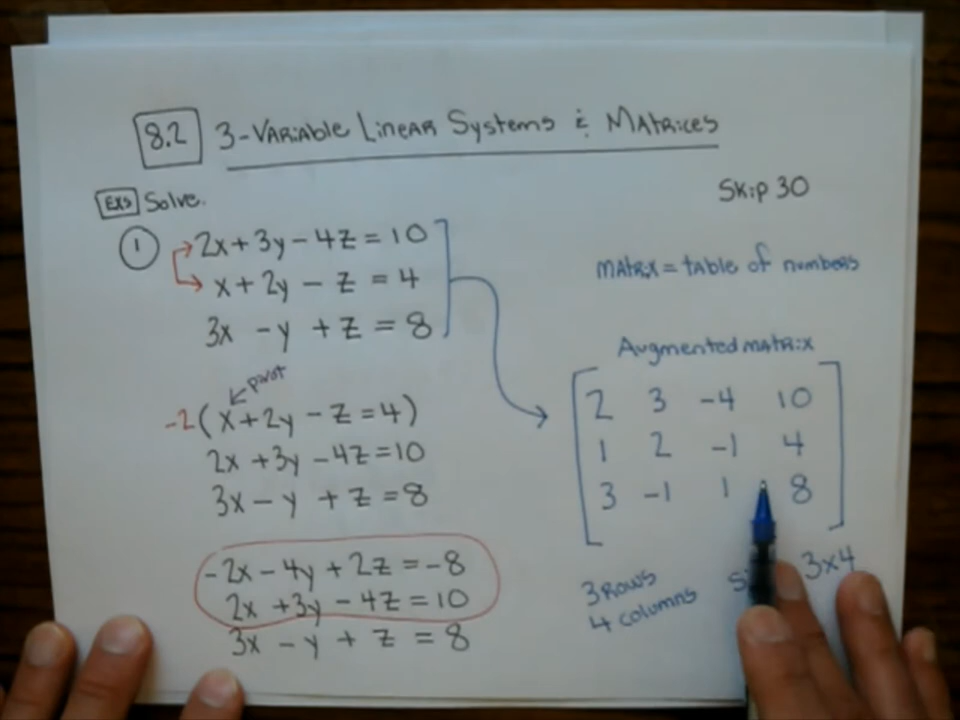 8.2 3-Variable Linear Systems & Matrices
Skip 30
Exs Solve.
1
2x+3y-4z=10
x+2y-z=4
3x-y+z=8
pivot
-2(x+2y-z=4)
2x+3y-4z=10
3x-y+z=8
-2x-4y+2z=-8
2x+3y-4z=10
3x-y+z=8
matrix=table of numbers
Augmented matrix
2 3 -4 10
1 2 -1 4
3 -1 1 8
3 Rows
4 columns
3x4